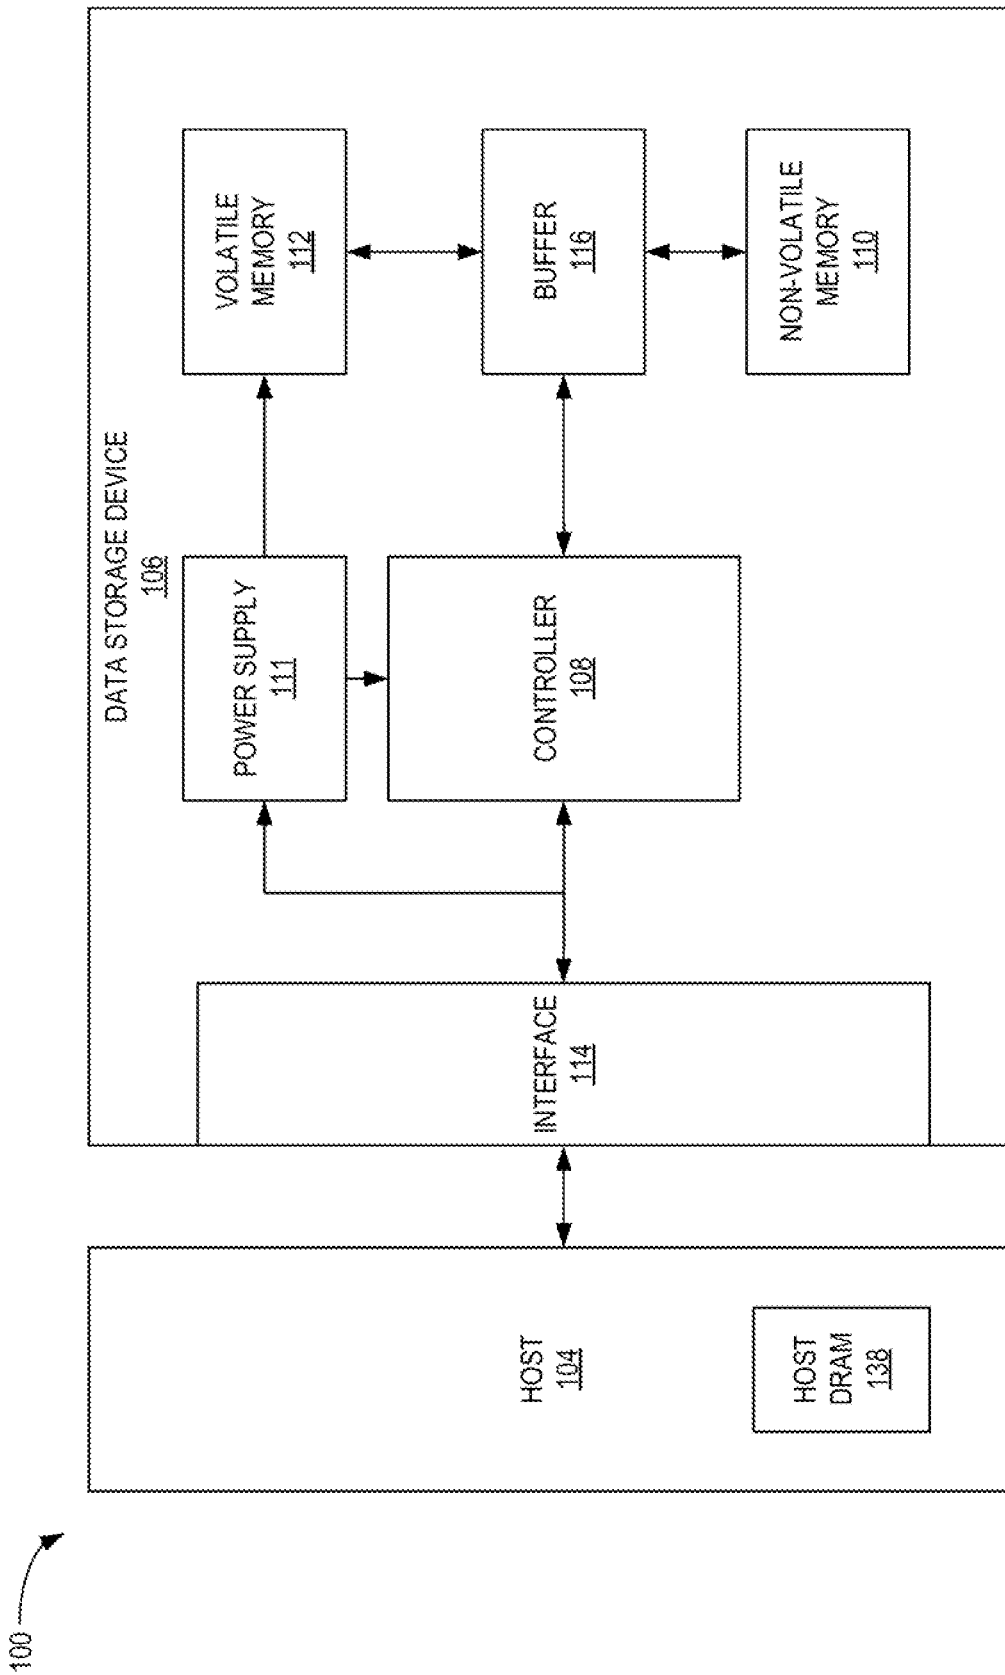 100
DATA STORAGE DEVICE
106
HOST
104
HOST
DRAM
138
INTERFACE
114
POWER SUPPLY
111
CONTROLLER
108
VOLATILE
MEMORY
112
BUFFER
116
NON-VOLATILE
MEMORY
110